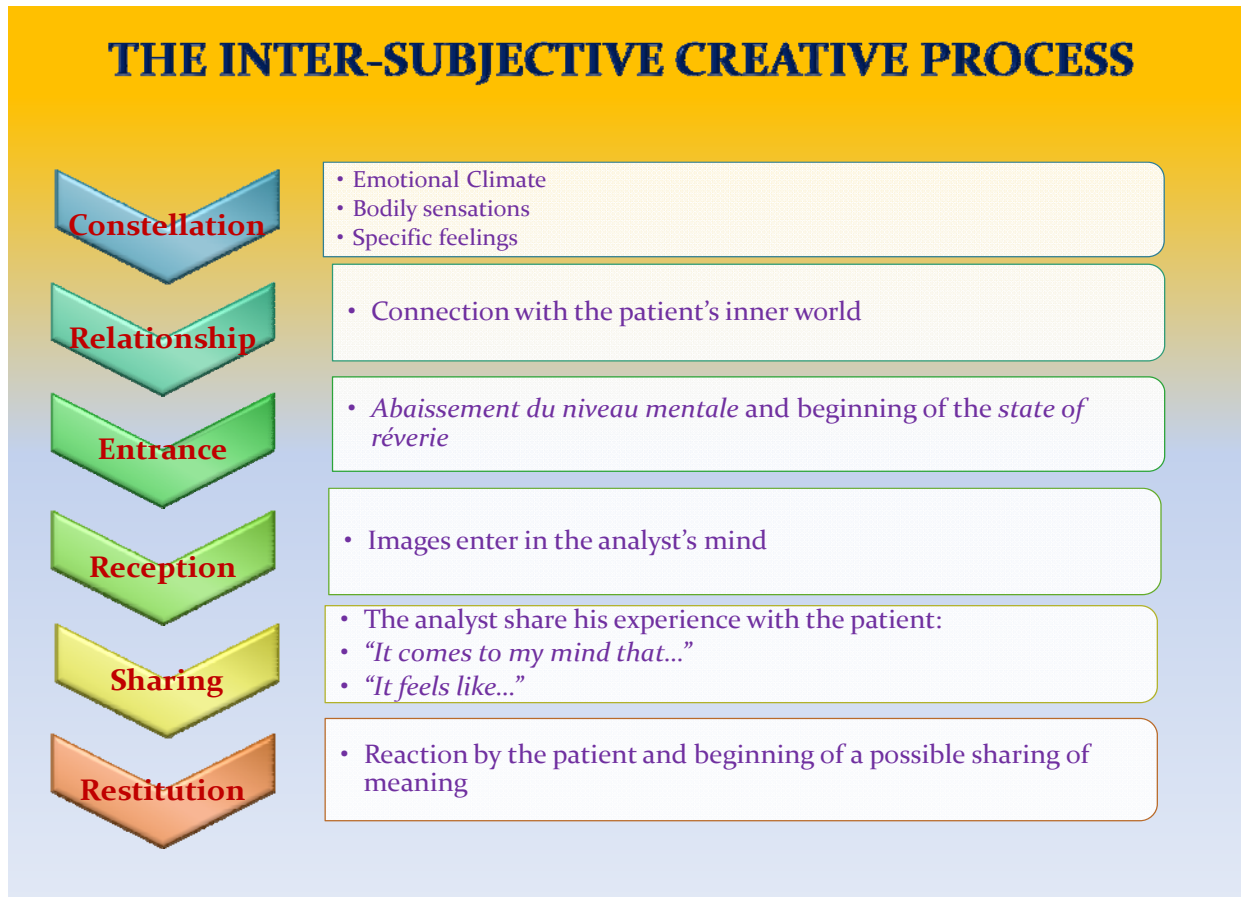 THE INTER-SUBJECTIVE CREATIVE PROCESS
Constellation
• Emotional Climate
• Bodily sensations
• Specific feelings
Relationship
• Connection with the patient’s inner world
Entrance
• Abaissement du niveau mentale and beginning of the state of
réverie
Reception
• Images enter in the analyst’s mind
Sharing
• The analyst share his experience with the patient:
• “It comes to my mind that…”
• “It feels like…”
Restitution
• Reaction by the patient and beginning of a possible sharing of
meaning